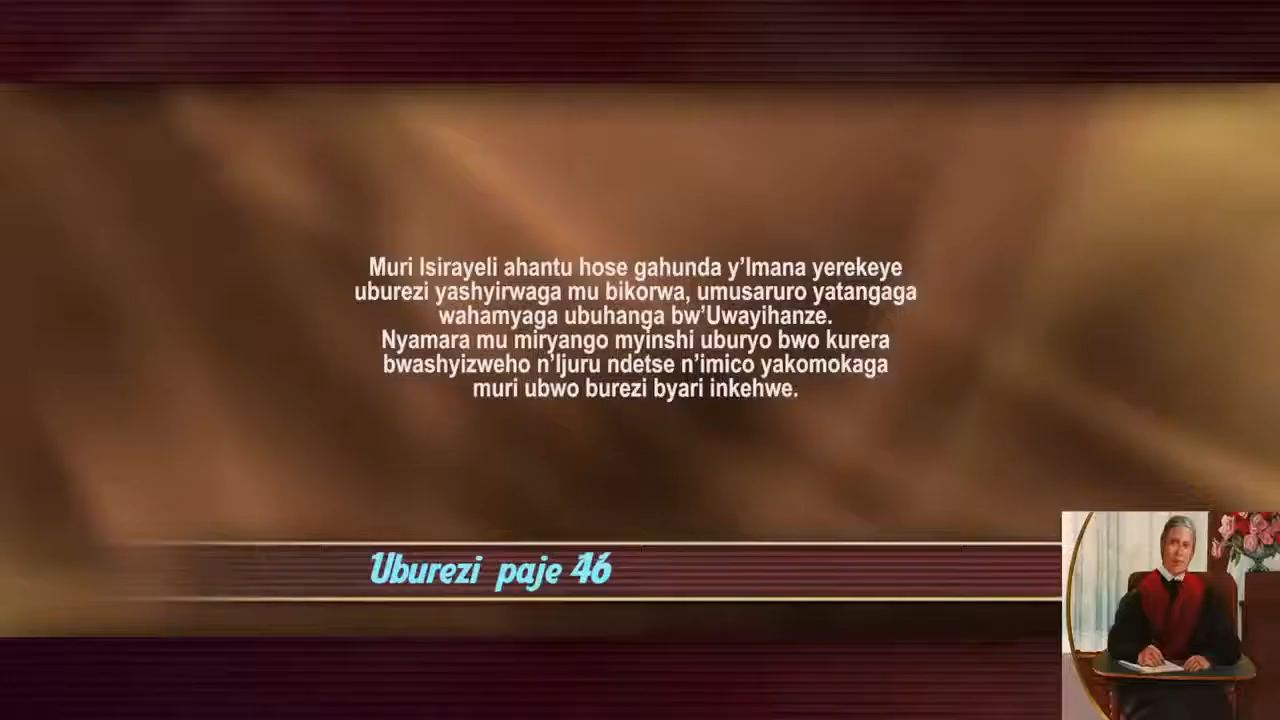 Muri Isirayeli ahantu hose gahunda y’Imana yerekeye
uburezi yashyirwaga mu bikorwa, umusaruro yatangaga
wahamyaga ubuhanga bw’Uwayihanze.
Nyamara mu miryango myinshi uburyo bwo kurera
bwashyizweho n’Ijuru ndetse n’imico yakomokaga
muri ubwo burezi byari inkehwe.
Uburezi paje 46